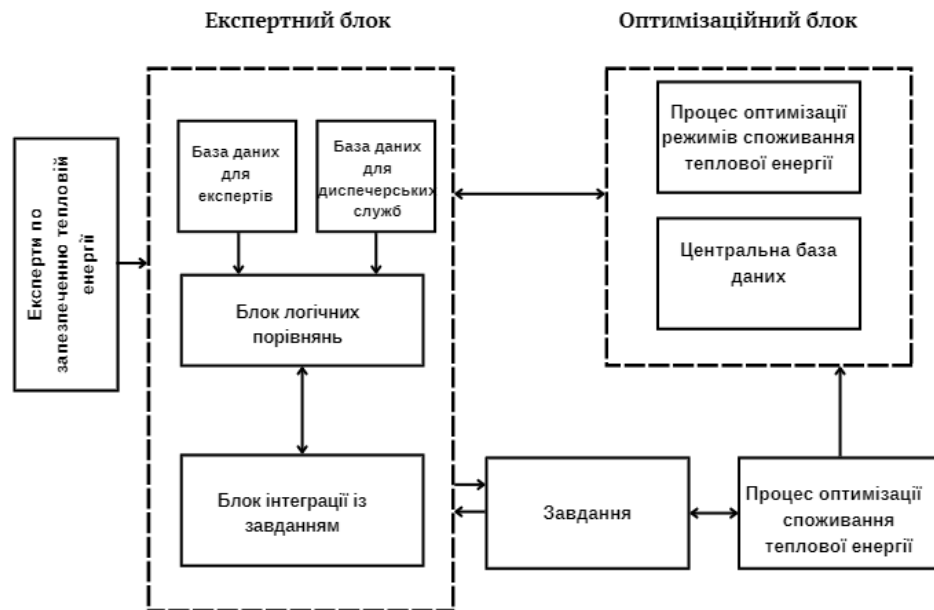 Експертний блок
Оптимізаційний блок
Експерти по
запезпеченню тепловій
енергії
База даних
для
експертів
База даних
для
диспечерських
служб
Блок логічних
порівнянь
Блок інтеграції із
завданням
Процес оптимізації
режимів споживання
теплової енергії
Центральна база
даних
Завдання
Процес оптимізації
споживання
теплової енергії